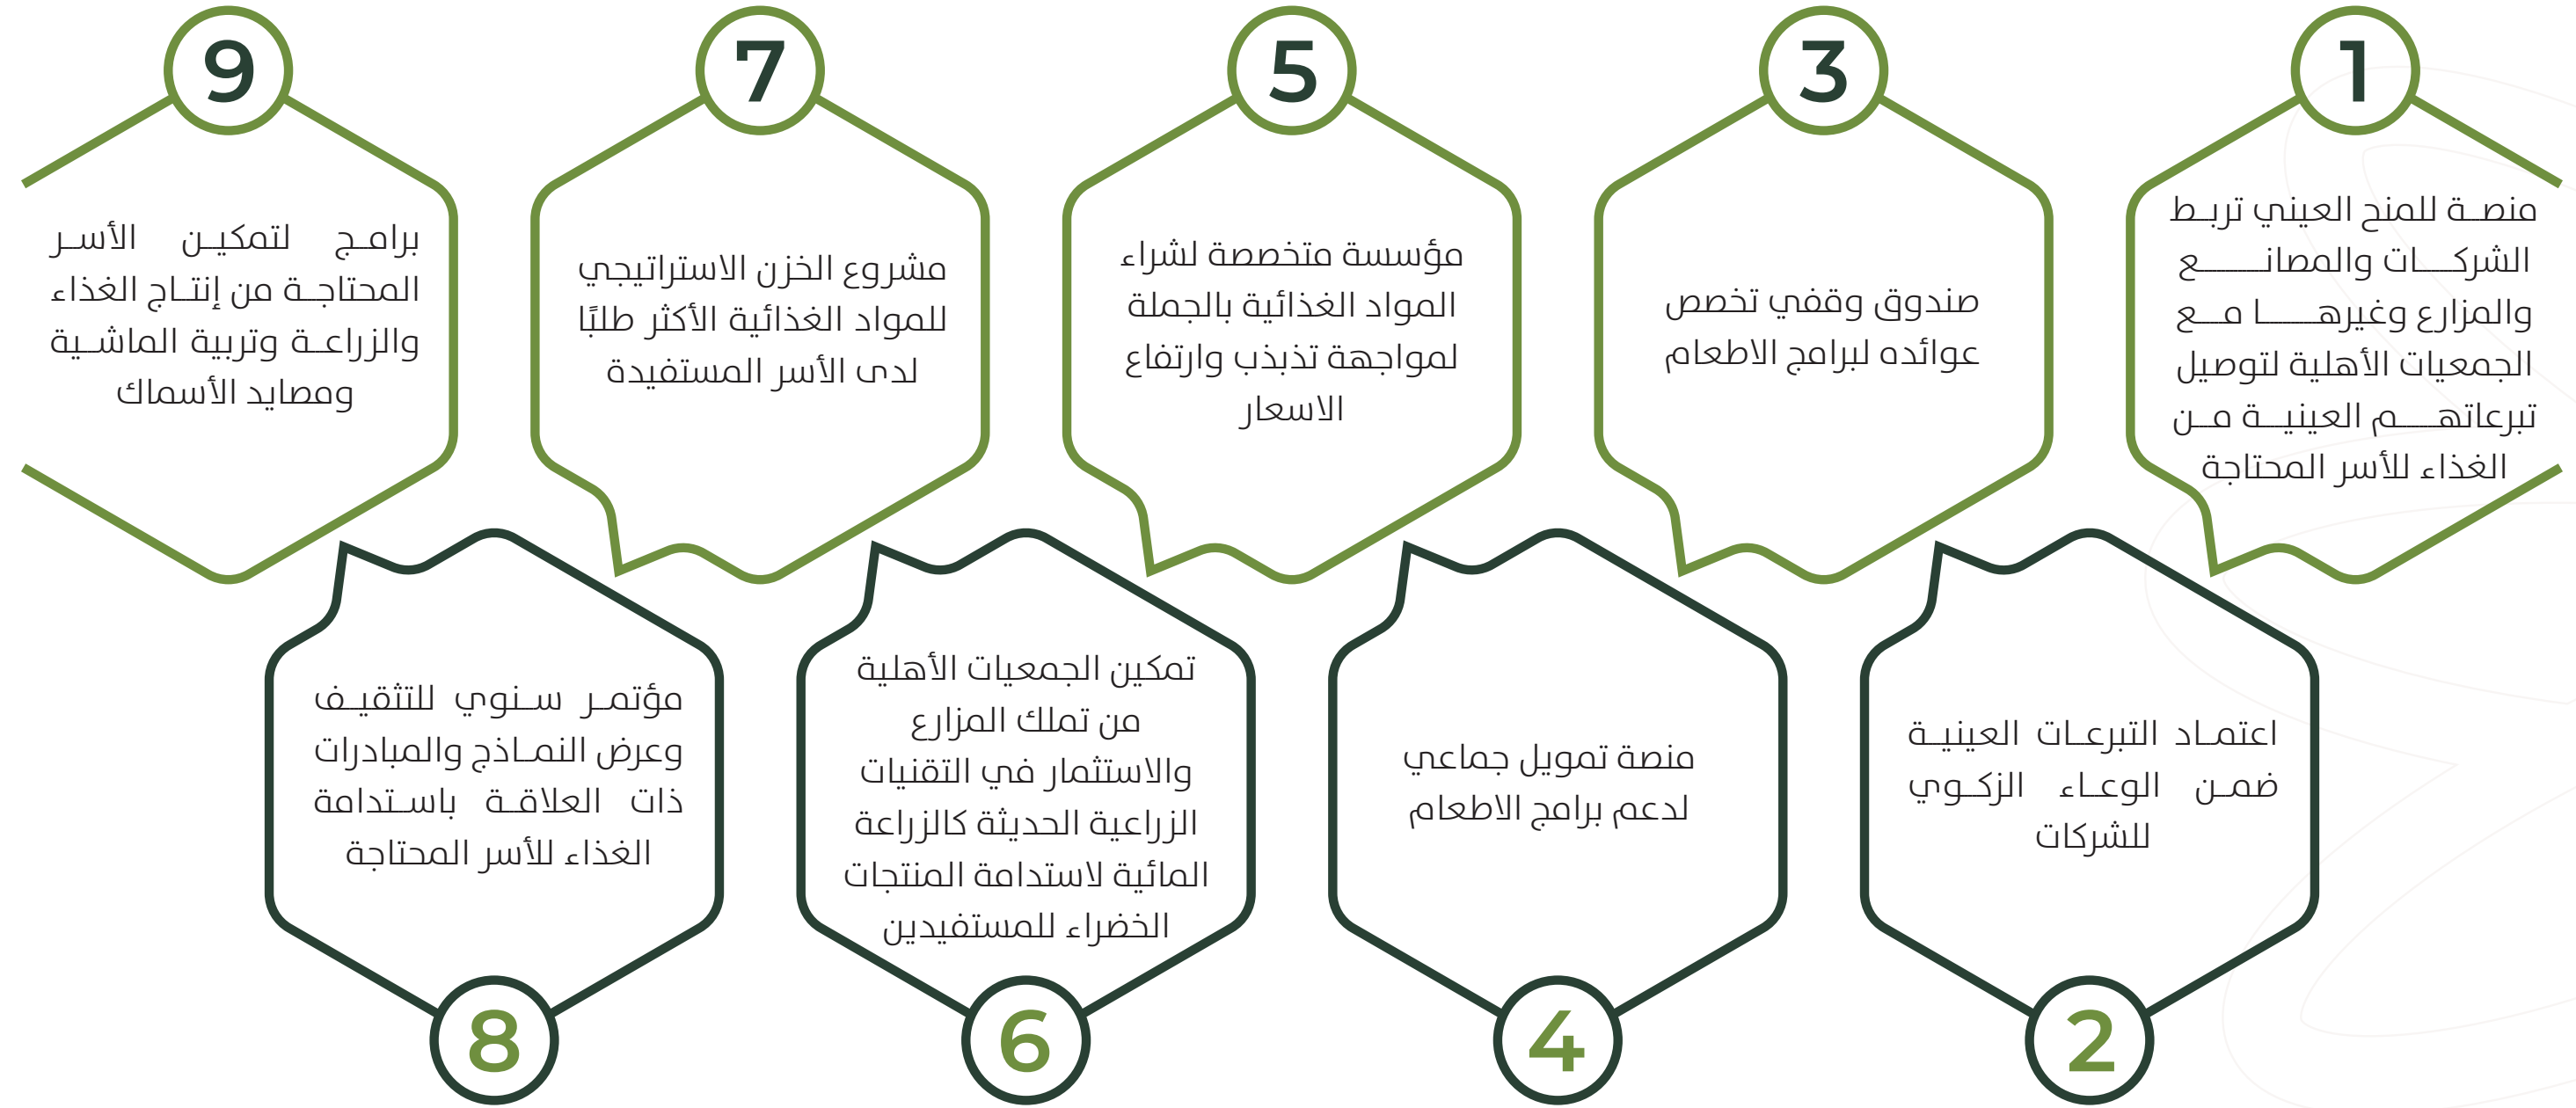 1
منصة للمنح العيني تربط
الشركات والمصانع
والمزارع وغيرها مع
الجمعيات الأهلية لتوصيل
تبرعاتهم العينية من
الغذاء للأسر المحتاجة
2
اعتماد التبرعات العينية
ضمن الوعاء الزكوي
للشركات
3
صندوق وقفي تخصص
عوائده لبرامج الاطعام
4
منصة تمويل جماعي
لدعم برامج الاطعام
5
مؤسسة متخصصة لشراء
المواد الغذائية بالجملة
لمواجهة تذبذب وارتفاع
الاسعار
6
تمكين الجمعيات الأهلية
من تملك المزارع
والاستثمار في التقنيات
الزراعية الحديثة كالزراعة
المائية لاستدامة المنتجات
الخضراء للمستفيدين
7
مشروع الخزن الاستراتيجي
للمواد الغذائية الأكثر طلبًا
لدى الأسر المستفيدة
8
مؤتمر سنوي للتثقيف
وعرض النماذج والمبادرات
ذات العلاقة باستدامة
الغذاء للأسر المحتاجة
9
برامج لتمكين الأسر
المحتاجة من إنتاج الغذاء
والزراعة وتربية الماشية
ومصايد الأسماك